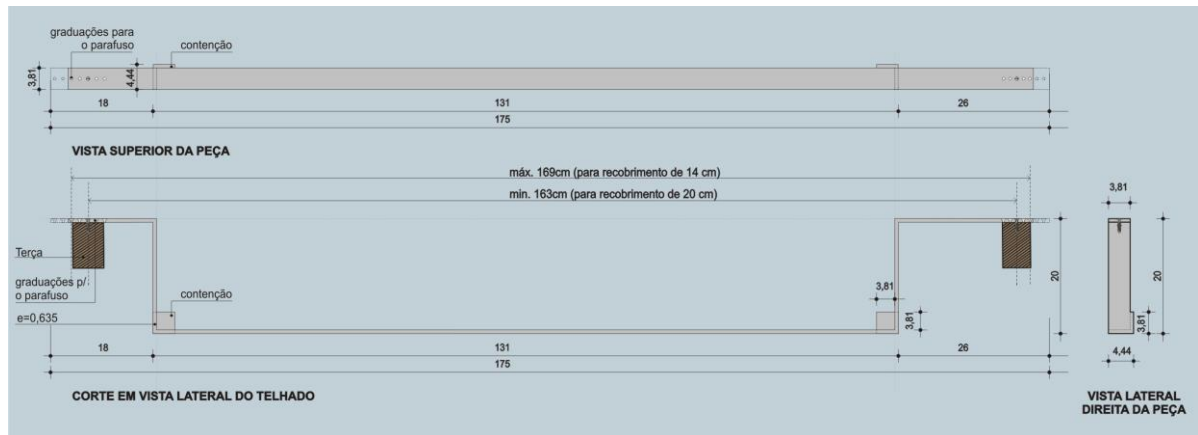 graduações para
o parafuso
contenção
3,81
4,44
18
131
26
175
VISTA SUPERIOR DA PEÇA
máx. 169cm (para recobrimento de 14 cm)
min. 163cm (para recobrimento de 20 cm)
3,81
Terça
graduações p/
o parafuso
contenção
3,81
20
20
e=0,635
3,81
3,81
18
131
26
4,44
175
CORTE EM VISTA LATERAL DO TELHADO
VISTA LATERAL
DIREITA DA PEÇA